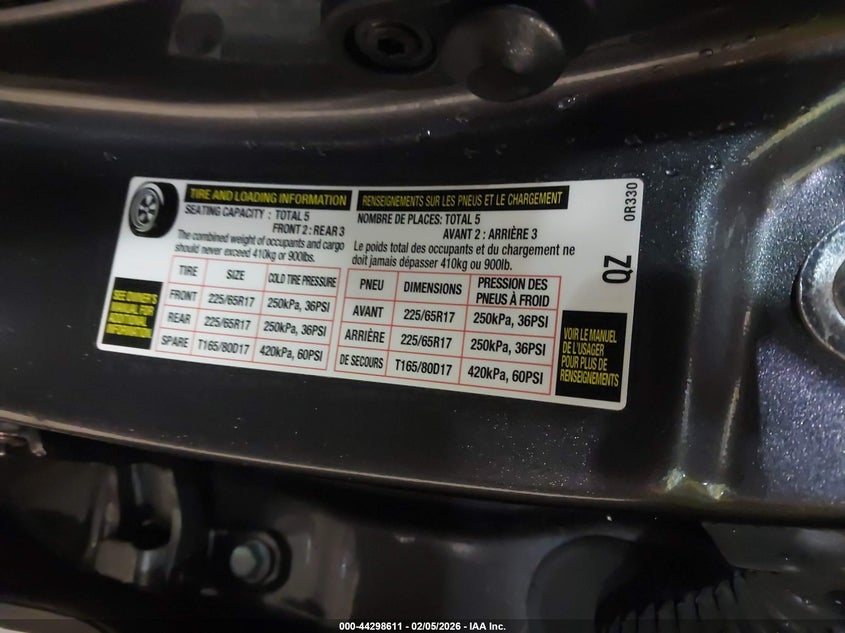 TIRE AND LOADING INFORMATION
SEATING CAPACITY : TOTAL 5
FRONT 2 : REAR 3
The combined weight of occupants and cargo
should never exceed 410kg or 900lbs.
TIRE SIZE COLD TIRE PRESSURE
FRONT 225/65R17 250kPa, 36PSI
REAR 225/65R17 250kPa, 36PSI
SPARE T165/80D17 420kPa, 60PSI
SEE OWNER'S
MANUAL FOR
ADDITIONAL
INFORMATION
RENSEIGNEMENTS SUR LES PNEUS ET LE CHARGEMENT
NOMBRE DE PLACES: TOTAL 5
AVANT 2 : ARRIÈRE 3
Le poids total des occupants et du chargement ne
doit jamais dépasser 410kg ou 900lb.
PNEU DIMENSIONS PRESSION DES
PNEUS À FROID
AVANT 225/65R17 250kPa, 36PSI
ARRIÈRE 225/65R17 250kPa, 36PSI
DE SECOURS T165/80D17 420kPa, 60PSI
VOIR LE MANUEL
DE L'USAGER
POUR PLUS DE
RENSEIGNEMENTS
QZ
0R330
000-44298611 - 02/05/2026 - IAA Inc.